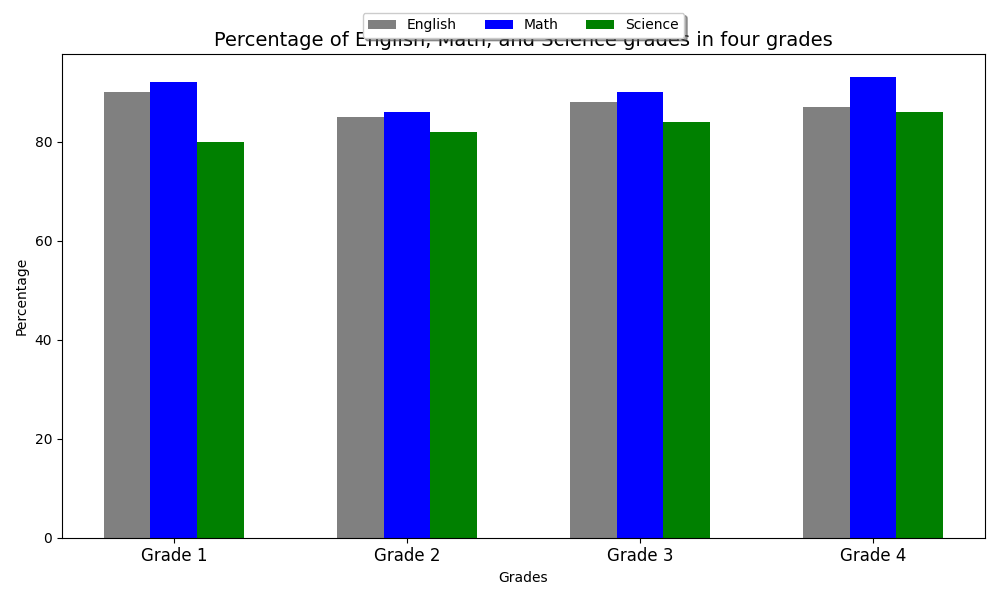 English Math Science
Percentage of English, Math, and Science grades in four grades
Percentage
80
60
40
20
0
Grade 1 Grade 2 Grade 3 Grade 4
Grades